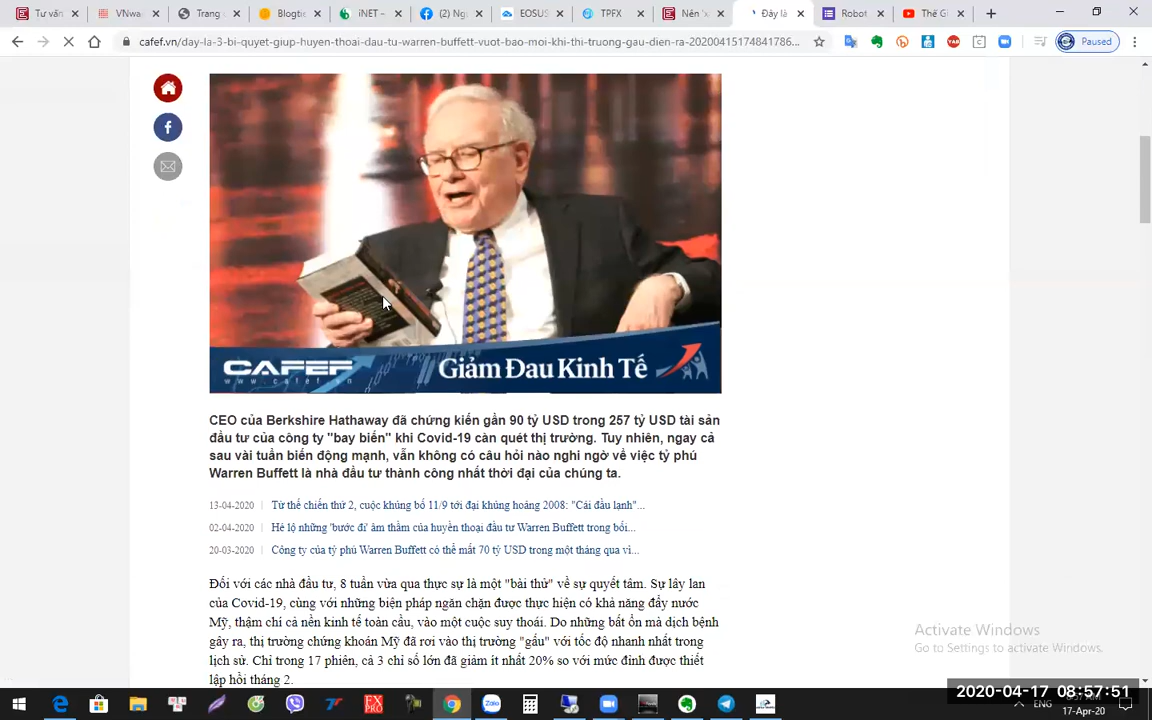 Tư vấn
VNwa
Trang
Blogtie
iNET –
(2) Ng
EOSUS
TPFX
Nên 'x
Đây là
Robot
Thế G
cafef.vn/day-la-3-bi-quyet-giup-huyen-thoai-dau-tu-warren-buffett-vuot-bao-moi-khi-thi-truong-gau-dien-ra-20200415174841786...
Paused
CAFEF
www.cafef.vn
Giảm Đau Kinh Tế
CEO của Berkshire Hathaway đã chứng kiến gần 90 tỷ USD trong 257 tỷ USD tài sản
đầu tư của công ty "bay biến" khi Covid-19 càn quét thị trường. Tuy nhiên, ngay cả
sau vài tuần biến động mạnh, vẫn không có câu hỏi nào nghi ngờ về việc tỷ phú
Warren Buffett là nhà đầu tư thành công nhất thời đại của chúng ta.
13-04-2020 Từ thế chiến thứ 2, cuộc khủng bố 11/9 tới đại khủng hoảng 2008: "Cái đầu lạnh"...
02-04-2020 Hé lộ những 'bước đi' âm thầm của huyền thoại đầu tư Warren Buffett trong bối...
20-03-2020 Công ty của tỷ phú Warren Buffett có thể mất 70 tỷ USD trong một tháng qua vì...
Đối với các nhà đầu tư, 8 tuần vừa qua thực sự là một "bài thử" về sự quyết tâm. Sự lây lan
của Covid-19, cùng với những biện pháp ngăn chặn được thực hiện có khả năng đẩy nước
Mỹ, thậm chí cả nền kinh tế toàn cầu, vào một cuộc suy thoái. Do những bất ổn mà dịch bệnh
gây ra, thị trường chứng khoán Mỹ đã rơi vào thị trường "gấu" với tốc độ nhanh nhất trong
lịch sử. Chỉ trong 17 phiên, cả 3 chỉ số lớn đã giảm ít nhất 20% so với mức đỉnh được thiết
lập hồi tháng 2.
Activate Windows
Go to Settings to activate Windows.
2020-04-17 08:57:51
ENG
17-Apr-20